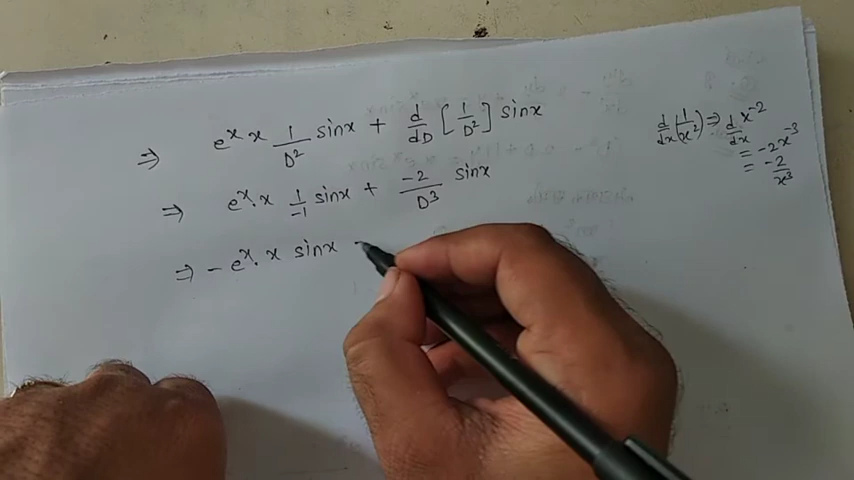 ⇒ eˣ x 1/D² sinx + d/dD [1/D²] sinx
⇒ eˣ. x 1/-1 sinx + -2/D³ sinx
⇒ - eˣ. x sinx -
d/dx (1/x²) ⇒ d/dx x⁻²
= -2x⁻³
= -2/x³